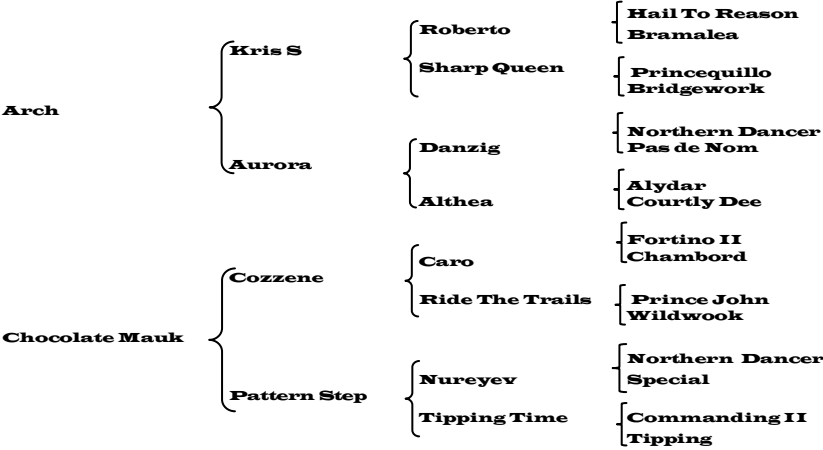 Hail To Reason
Roberto
Bramalea
Kris S
Sharp Queen
Princequillo
Bridgework
Arch
Northern Dancer
Danzig
Pas de Nom
Aurora
Alydar
Althea
Courtly Dee
Fortino II
Caro
Chambord
Cozzene
Ride The Trails
Prince John
Wildwook
Chocolate Mauk
Northern Dancer
Nureyev
Special
Pattern Step
Tipping Time
Commanding II
Tipping